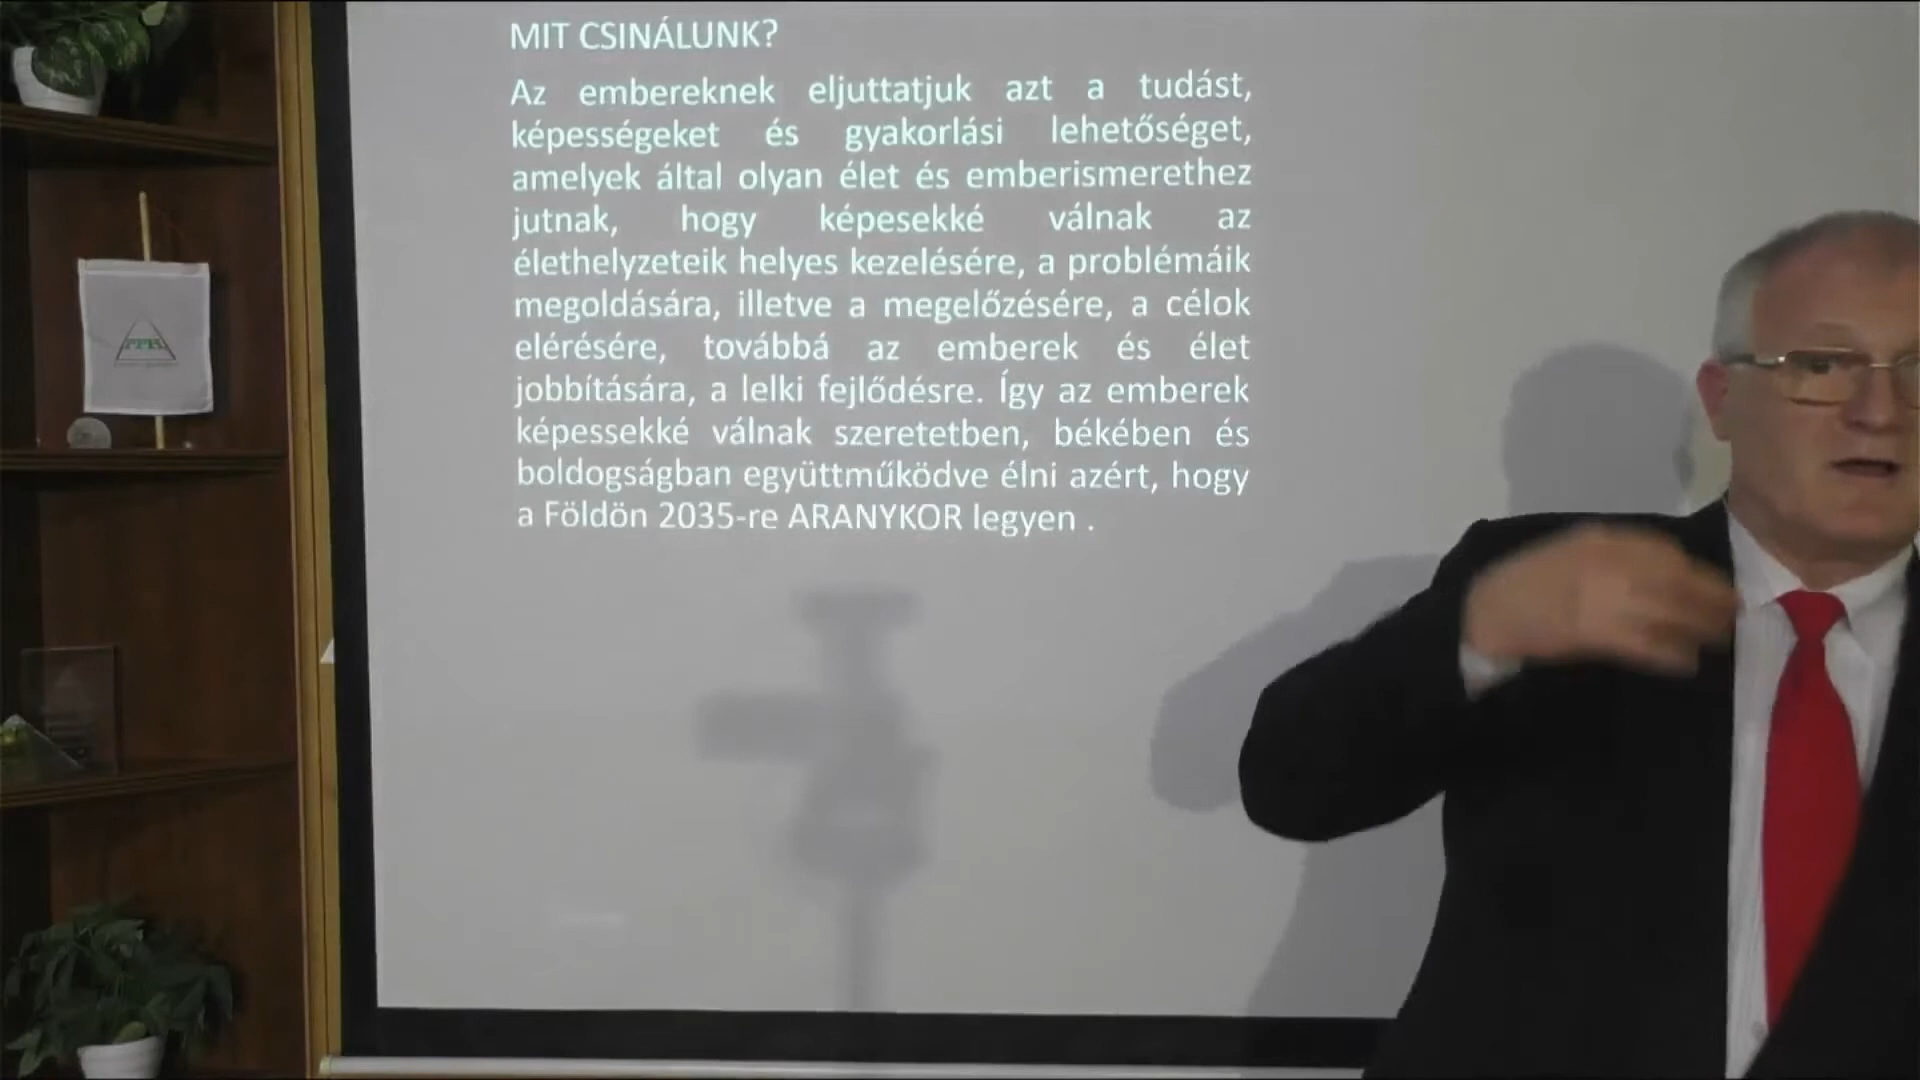 MIT CSINÁLUNK?
Az embereknek eljuttatjuk azt a tudást,
képességeket és gyakorlási lehetőséget,
amelyek által olyan élet és emberismerethez
jutnak, hogy képesekké válnak az
élethelyzeteik helyes kezelésére, a problémáik
megoldására, illetve a megelőzésére, a célok
elérésére, továbbá az emberek és élet
jobbítására, a lelki fejlődésre. Így az emberek
képessekké válnak szeretetben, békében és
boldogságban együttműködve élni azért, hogy
a Földön 2035-re ARANYKOR legyen .